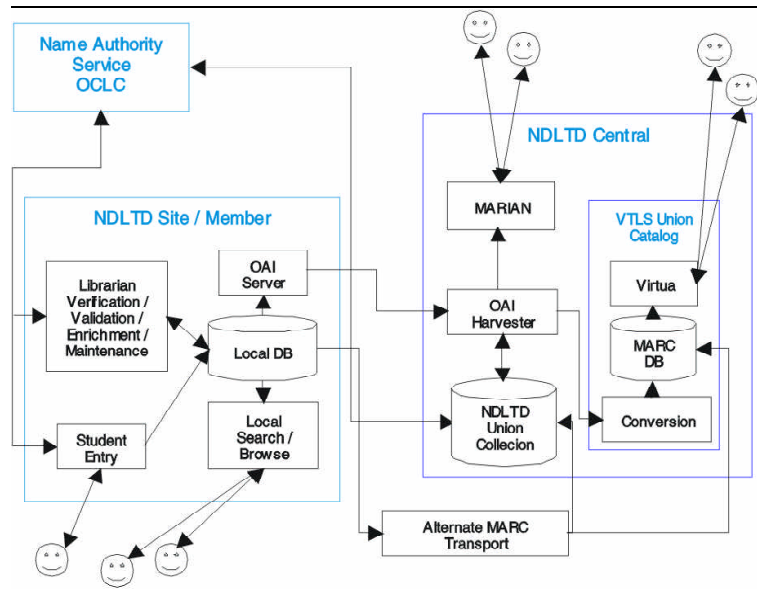 Name Authority
Service
OCLC
NDLTD Central
MARIAN
NDLTD Site / Member
VTLS Union
Catalog
OAI
Server
Librarian
Verification /
Validation /
Enrichment /
Maintenance
Virtua
OAI
Harvester
Local DB
MARC
DB
NDLTD
Union
Collecion
Local
Search /
Browse
Conversion
Student
Entry
Alternate MARC
Transport